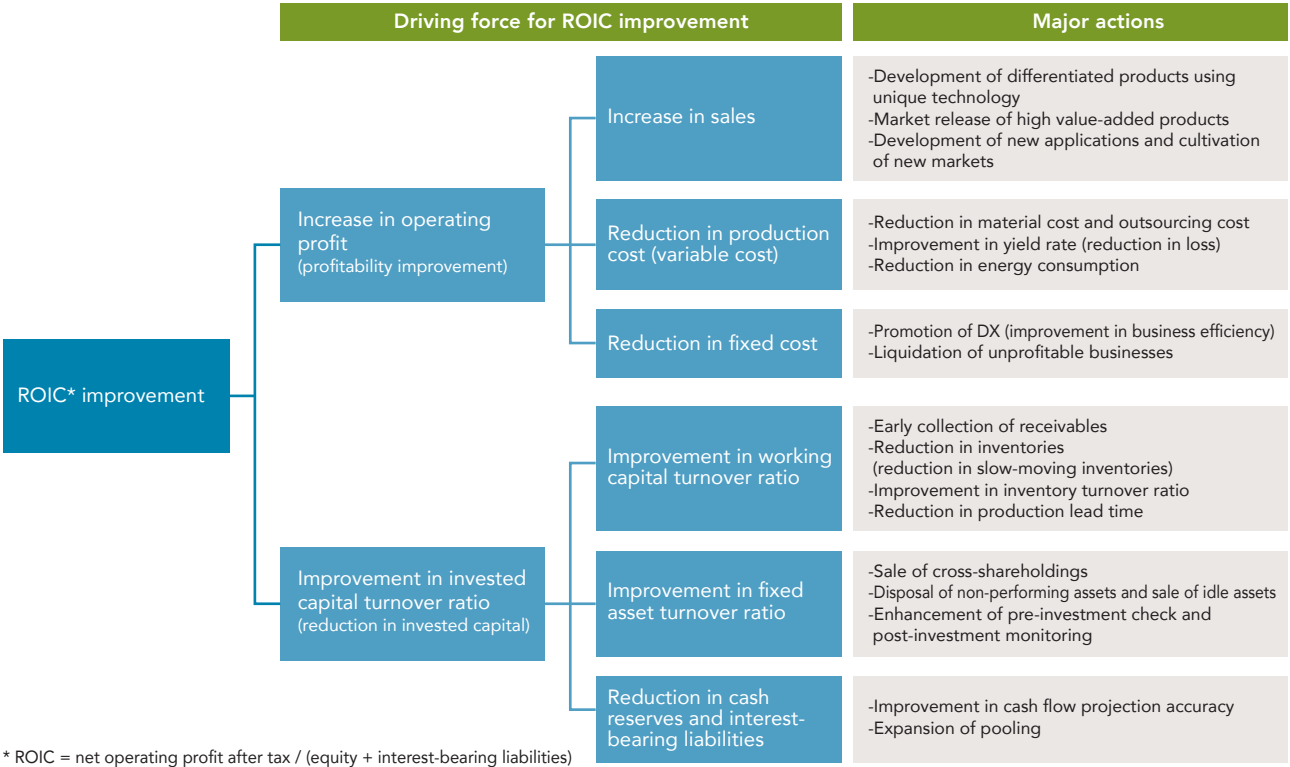 Driving force for ROIC improvement
Major actions
ROIC* improvement
Increase in operating
profit
(profitability improvement)
Increase in sales
-Development of differentiated products using
unique technology
-Market release of high value-added products
-Development of new applications and cultivation
of new markets
Reduction in production
cost (variable cost)
-Reduction in material cost and outsourcing cost
-Improvement in yield rate (reduction in loss)
-Reduction in energy consumption
Reduction in fixed cost
-Promotion of DX (improvement in business efficiency)
-Liquidation of unprofitable businesses
Improvement in invested
capital turnover ratio
(reduction in invested capital)
Improvement in working
capital turnover ratio
-Early collection of receivables
-Reduction in inventories
(reduction in slow-moving inventories)
-Improvement in inventory turnover ratio
-Reduction in production lead time
Improvement in fixed
asset turnover ratio
-Sale of cross-shareholdings
-Disposal of non-performing assets and sale of idle assets
-Enhancement of pre-investment check and
post-investment monitoring
Reduction in cash
reserves and interest-
bearing liabilities
-Improvement in cash flow projection accuracy
-Expansion of pooling
* ROIC = net operating profit after tax / (equity + interest-bearing liabilities)